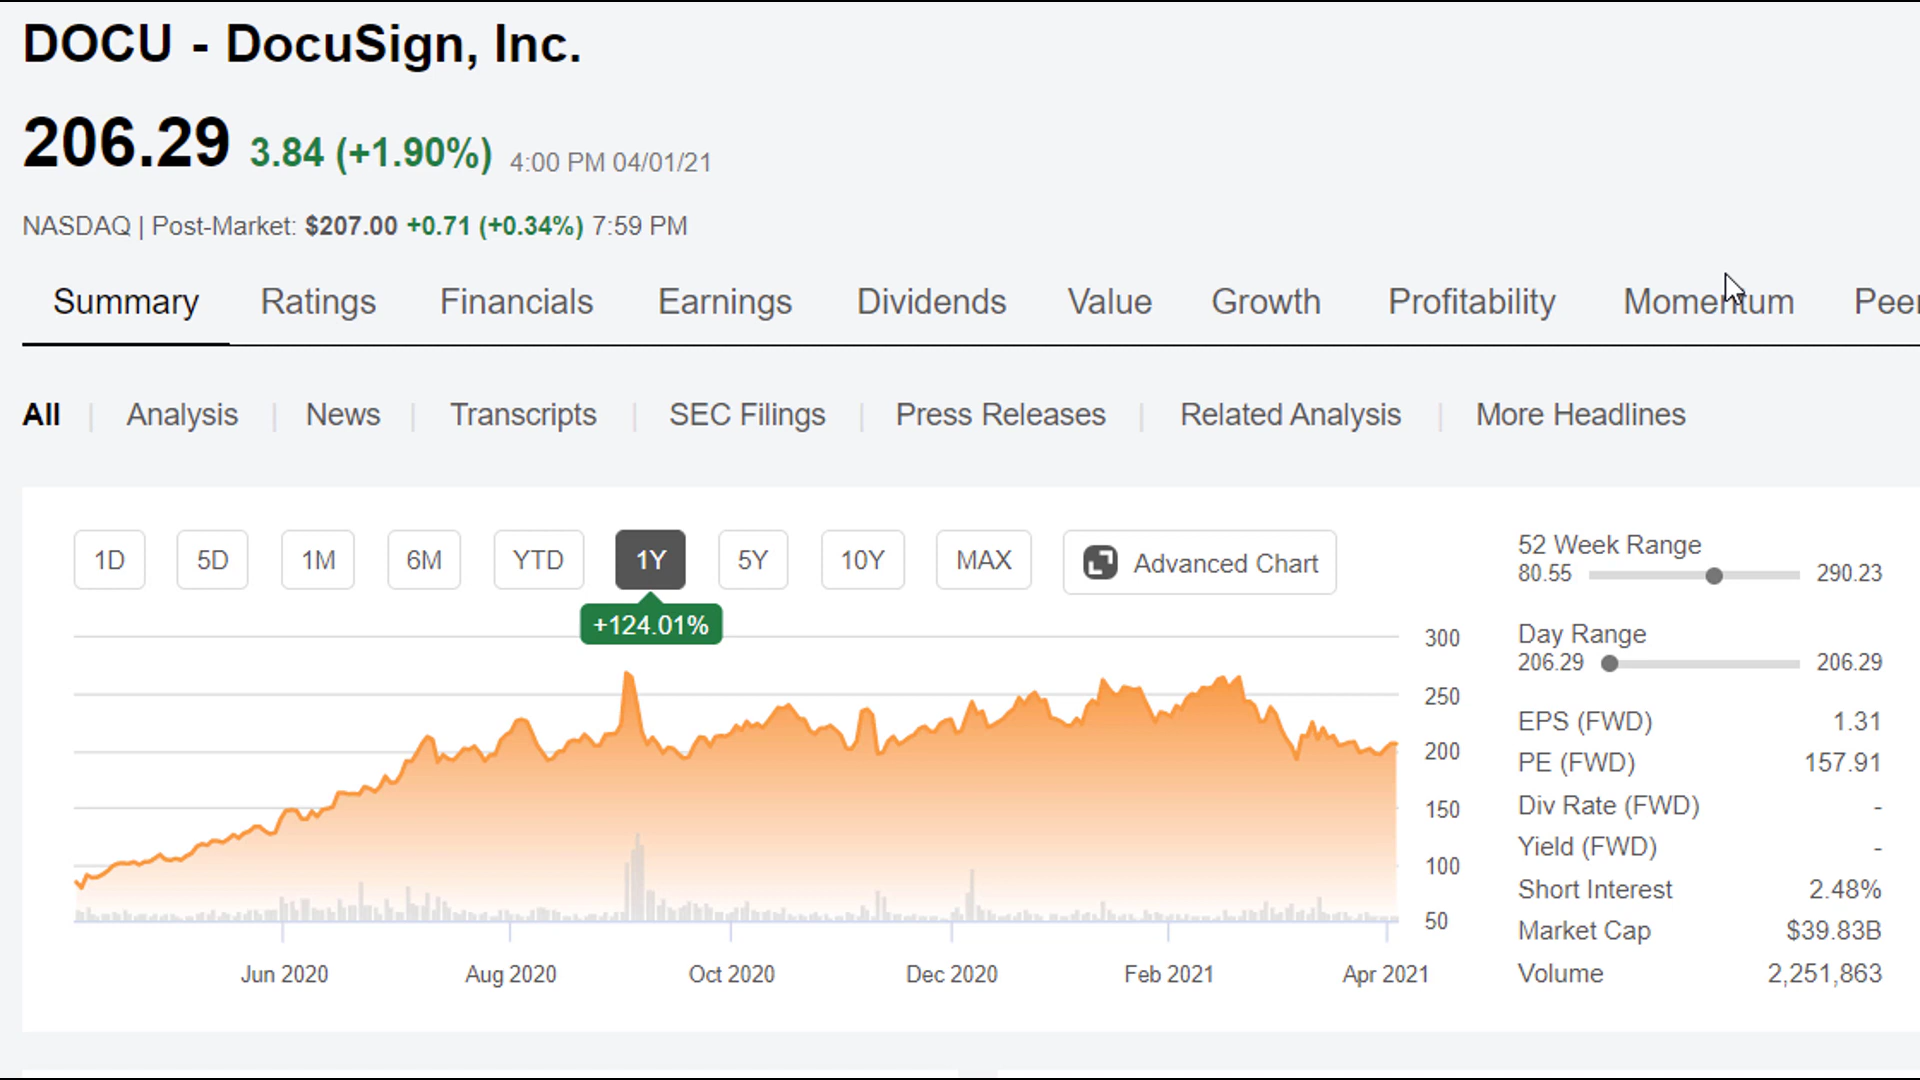 DOCU - DocuSign, Inc.
206.29 3.84 (+1.90%) 4:00 PM 04/01/21
NASDAQ | Post-Market: $207.00 +0.71 (+0.34%) 7:59 PM
Summary Ratings Financials Earnings Dividends Value Growth Profitability Momentum Peer
All | Analysis | News | Transcripts | SEC Filings | Press Releases | Related Analysis | More Headlines
1D 5D 1M 6M YTD 1Y 5Y 10Y MAX Advanced Chart
+124.01%
300
250
200
150
100
50
Jun 2020 Aug 2020 Oct 2020 Dec 2020 Feb 2021 Apr 2021
52 Week Range
80.55 290.23
Day Range
206.29 206.29
EPS (FWD) 1.31
PE (FWD) 157.91
Div Rate (FWD) -
Yield (FWD) -
Short Interest 2.48%
Market Cap $39.83B
Volume 2,251,863